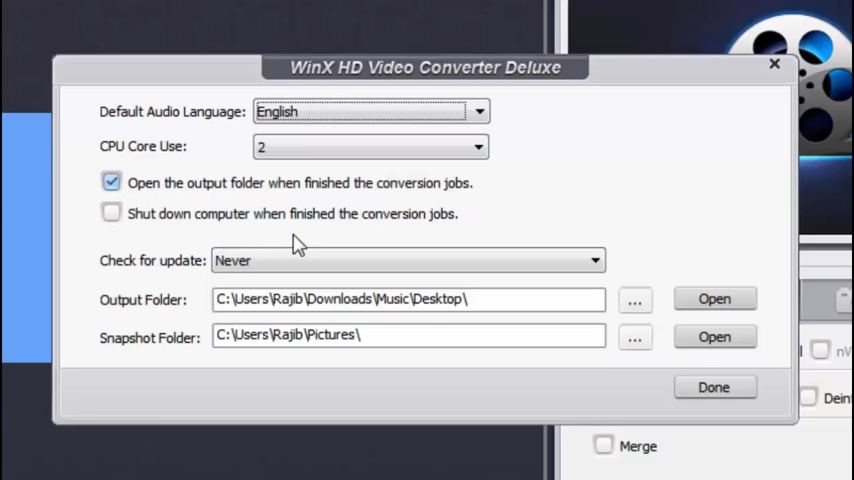 WinX HD Video Converter Deluxe
Default Audio Language: English
CPU Core Use: 2
Open the output folder when finished the conversion jobs.
Shut down computer when finished the conversion jobs.
Check for update: Never
Output Folder: C:\Users\Rajib\Downloads\Music\Desktop\ ... Open
Snapshot Folder: C:\Users\Rajib\Pictures\ ... Open
Done
Merge